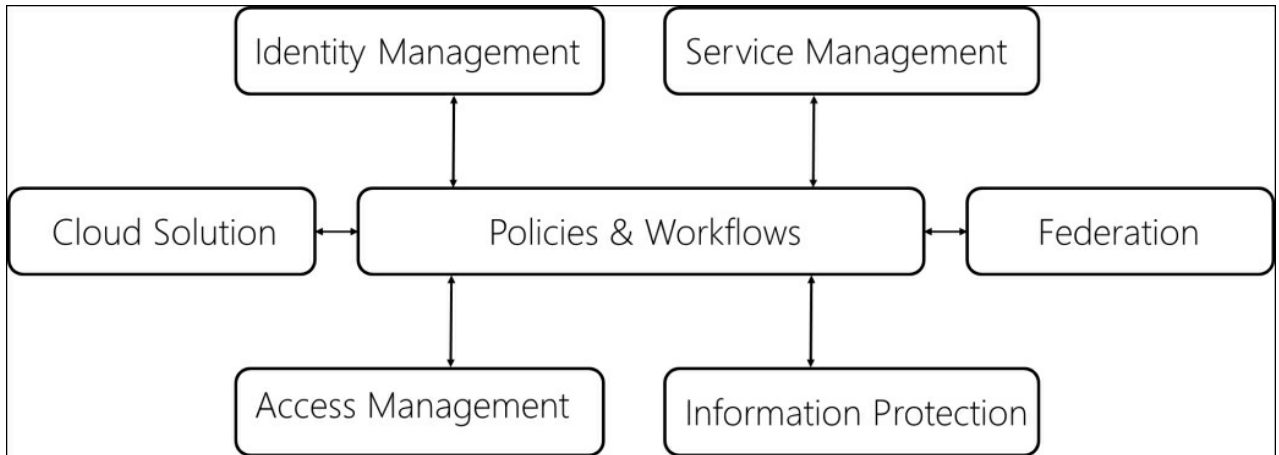 Identity Management
Service Management
Cloud Solution
Policies & Workflows
Federation
Access Management
Information Protection